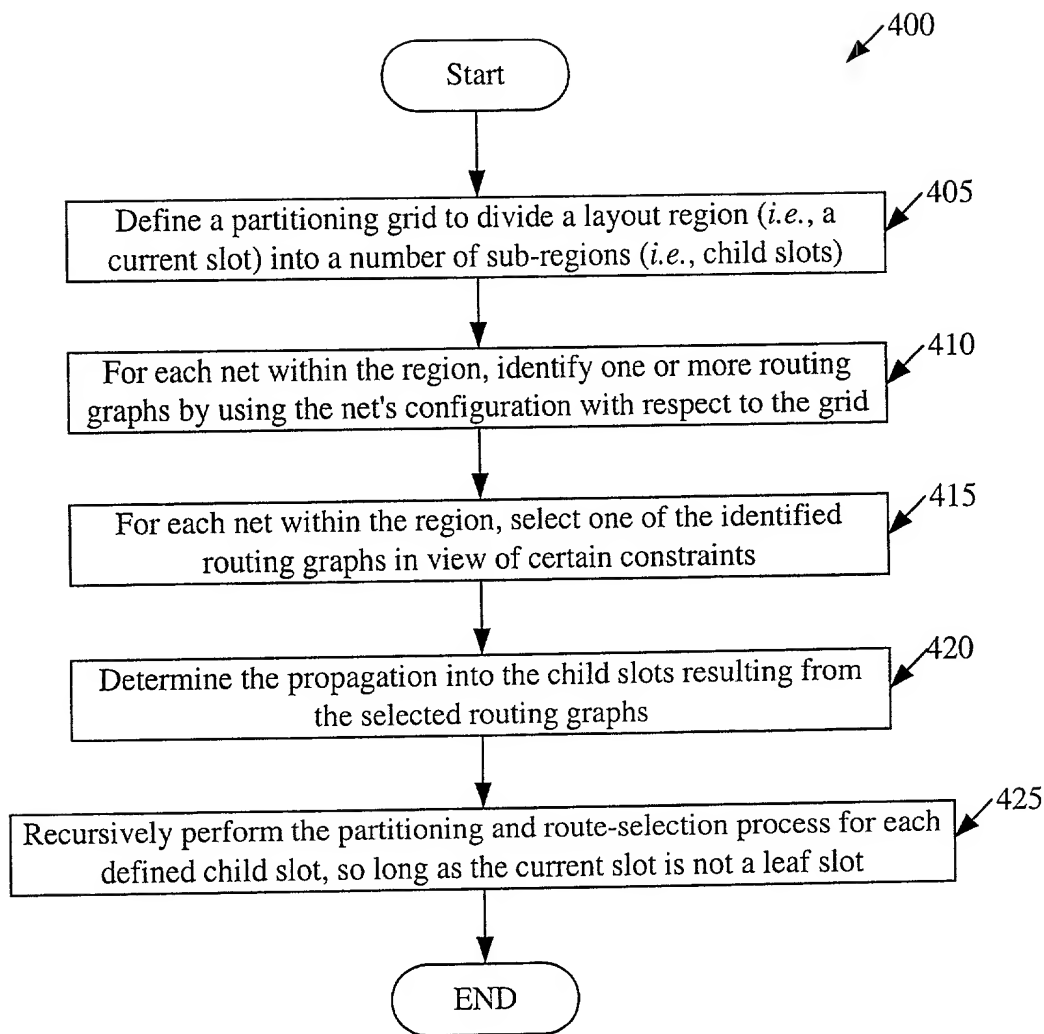 400
Start
405
Define a partitioning grid to divide a layout region (i.e., a
current slot) into a number of sub-regions (i.e., child slots)
410
For each net within the region, identify one or more routing
graphs by using the net's configuration with respect to the grid
415
For each net within the region, select one of the identified
routing graphs in view of certain constraints
420
Determine the propagation into the child slots resulting from
the selected routing graphs
425
Recursively perform the partitioning and route-selection process for each
defined child slot, so long as the current slot is not a leaf slot
END